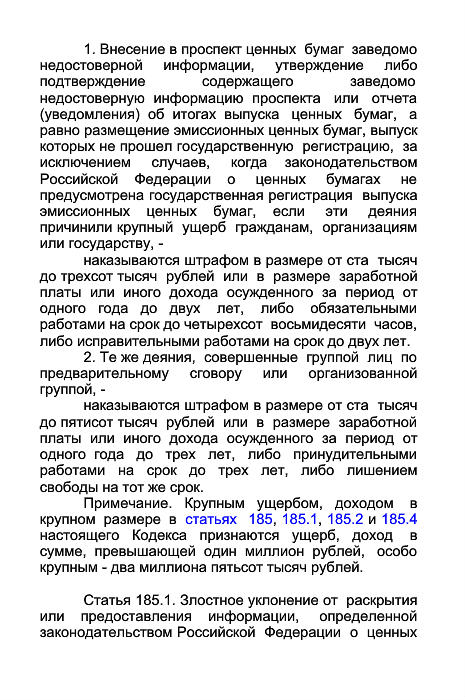 1. Внесение в проспект ценных бумаг заведомо
недостоверной информации, утверждение либо
подтверждение содержащего заведомо
недостоверную информацию проспекта или отчета
(уведомления) об итогах выпуска ценных бумаг, а
равно размещение эмиссионных ценных бумаг, выпуск
которых не прошел государственную регистрацию, за
исключением случаев, когда законодательством
Российской Федерации о ценных бумагах не
предусмотрена государственная регистрация выпуска
эмиссионных ценных бумаг, если эти деяния
причинили крупный ущерб гражданам, организациям
или государству, -
наказываются штрафом в размере от ста тысяч
до трехсот тысяч рублей или в размере заработной
платы или иного дохода осужденного за период от
одного года до двух лет, либо обязательными
работами на срок до четырехсот восьмидесяти часов,
либо исправительными работами на срок до двух лет.
2. Те же деяния, совершенные группой лиц по
предварительному сговору или организованной
группой, -
наказываются штрафом в размере от ста тысяч
до пятисот тысяч рублей или в размере заработной
платы или иного дохода осужденного за период от
одного года до трех лет, либо принудительными
работами на срок до трех лет, либо лишением
свободы на тот же срок.
Примечание. Крупным ущербом, доходом в
крупном размере в статьях 185, 185.1, 185.2 и 185.4
настоящего Кодекса признаются ущерб, доход в
сумме, превышающей один миллион рублей, особо
крупным - два миллиона пятьсот тысяч рублей.
Статья 185.1. Злостное уклонение от раскрытия
или предоставления информации, определенной
законодательством Российской Федерации о ценных